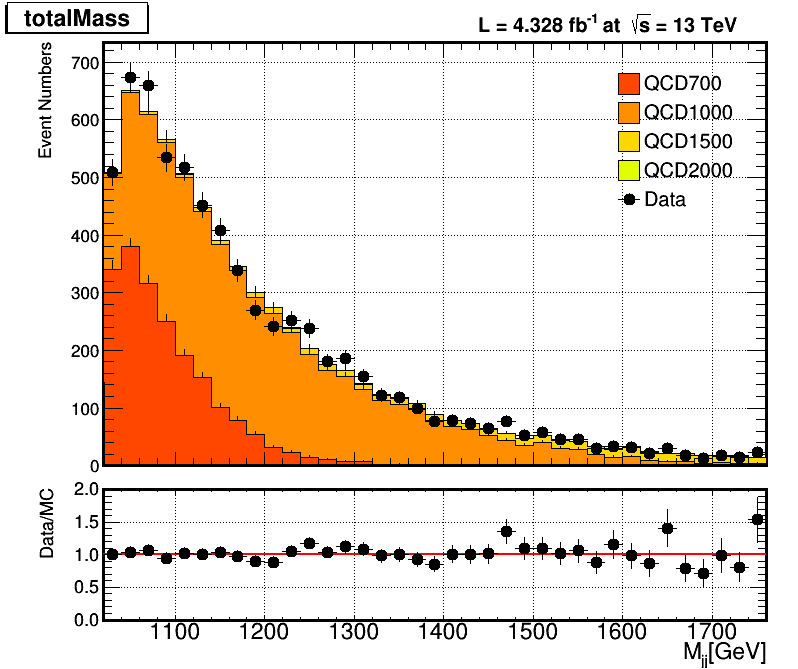 totalMass
L = 4.328 fb⁻¹ at √s = 13 TeV
Event Numbers
700
600
500
400
300
200
100
0
QCD700
QCD1000
QCD1500
QCD2000
Data
Data/MC
2.0
1.5
1.0
0.5
0.0
1100 1200 1300 1400 1500 1600 1700
M_jj[GeV]